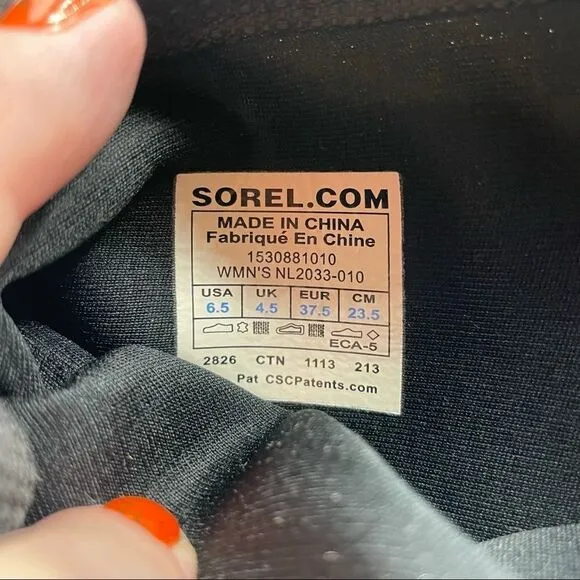 SOREL.COM
MADE IN CHINA
Fabriqué En Chine
1530881010
WMN'S NL2033-010
USA UK EUR CM
6.5 4.5 37.5 23.5
ECA-5
2826 CTN 1113 213
Pat CSCPatents.com